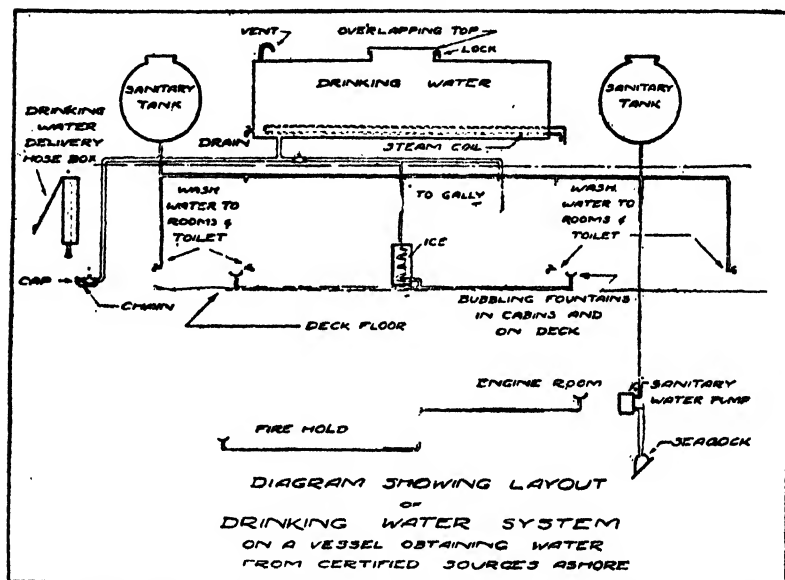 VENT
OVERLAPPING TOP
LOCK
SANITARY
TANK
DRINKING WATER
SANITARY
TANK
DRINKING
WATER
DELIVERY
HOSE BOX
DRAIN
STEAM COIL
WASH
WATER TO
ROOMS &
TOILET
TO GALLY
WASH
WATER TO
ROOMS &
TOILET
ICE
CAP
CHAIN
DECK FLOOR
BUBBLING FOUNTAINS
IN CABINS AND
ON DECK
ENGINE ROOM
SANITARY
WATER PUMP
FIRE HOLD
SEACOCK
DIAGRAM SHOWING LAYOUT
OF
DRINKING WATER SYSTEM
ON A VESSEL OBTAINING WATER
FROM CERTIFIED SOURCES ASHORE